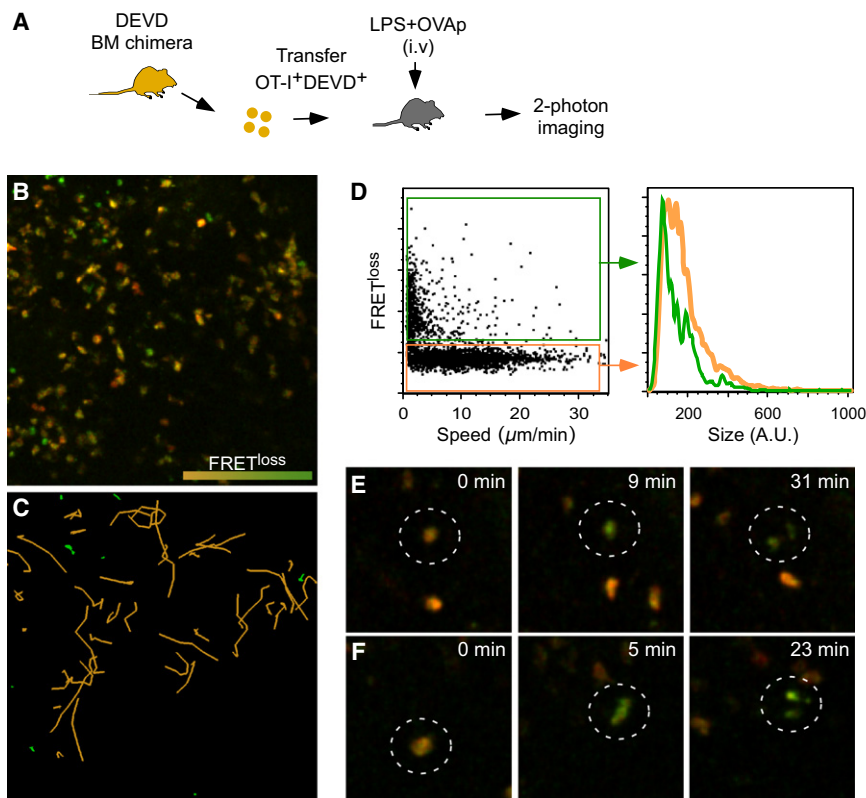 A
DEVD
BM chimera
Transfer
OT-I+DEVD+
LPS+OVAp
(i.v)
2-photon
imaging
B
FRETloss
C
D
FRETloss
0 10 20 30
Speed (μm/min)
200 600 1000
Size (A.U.)
E
0 min
9 min
31 min
F
0 min
5 min
23 min